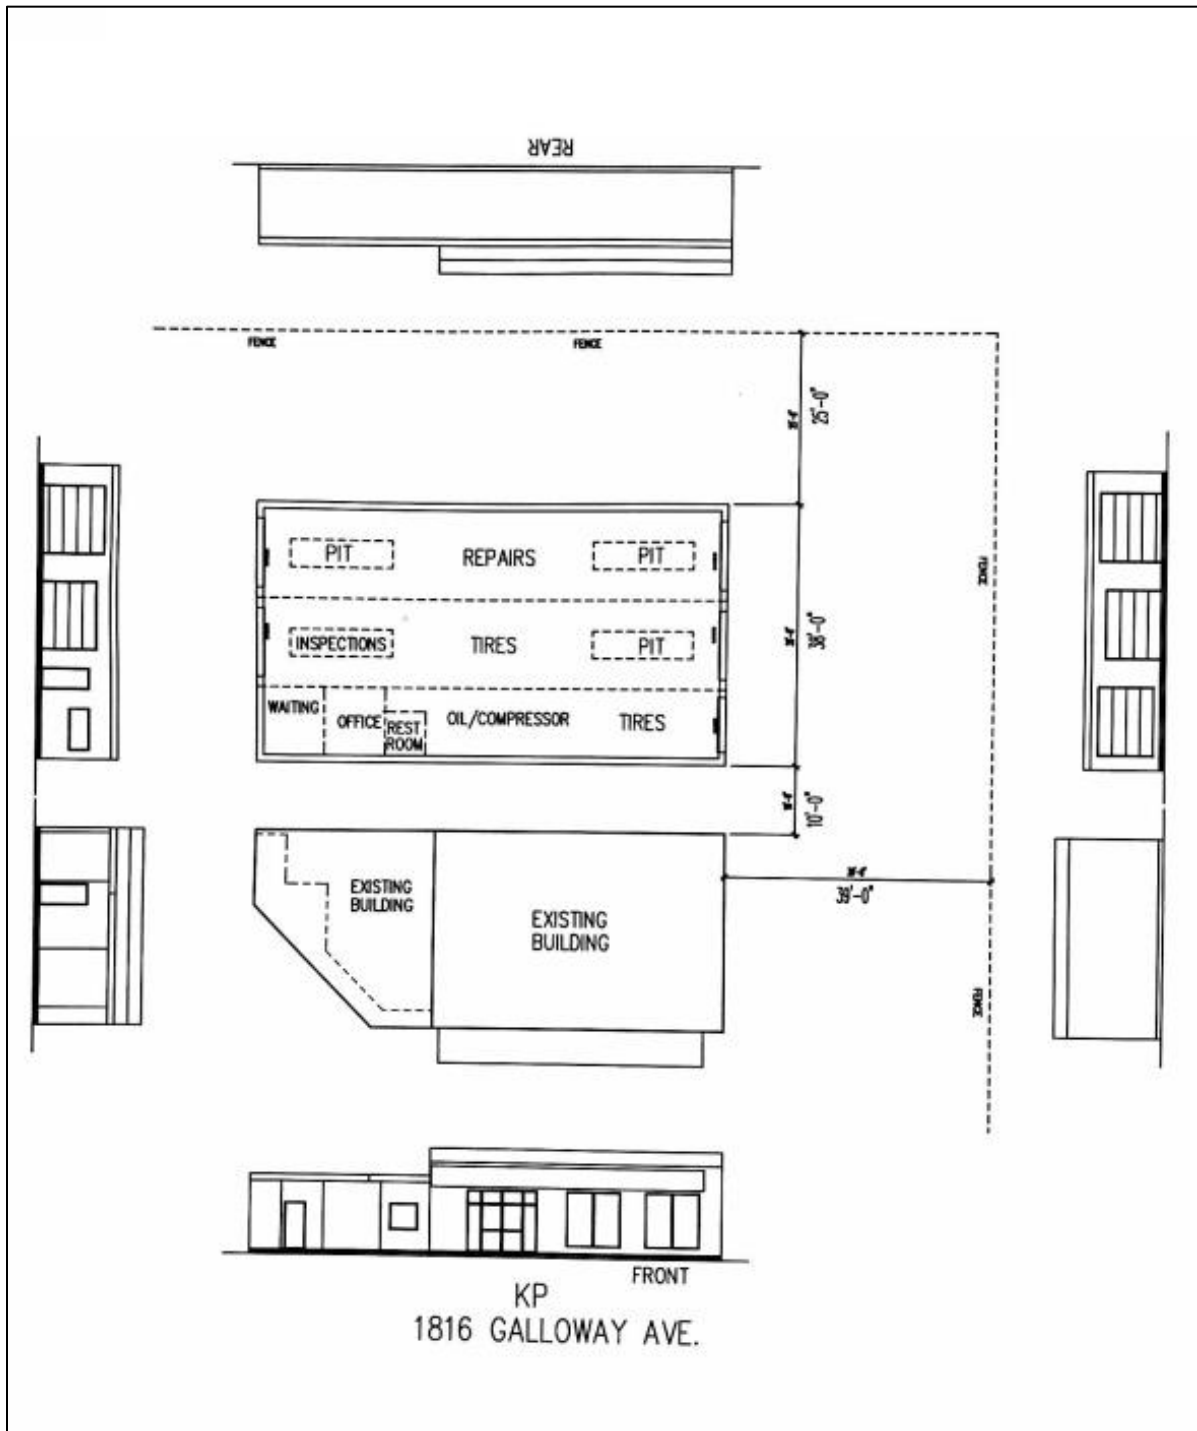 REAR
FENCE
FENCE
25'-0"
PIT
REPAIRS
PIT
FENCE
INSPECTIONS
TIRES
PIT
38'-0"
WAITING
OFFICE
REST
ROOM
OIL/COMPRESSOR
TIRES
10'-0"
EXISTING
BUILDING
EXISTING
BUILDING
39'-0"
FENCE
FRONT
KP
1816 GALLOWAY AVE.